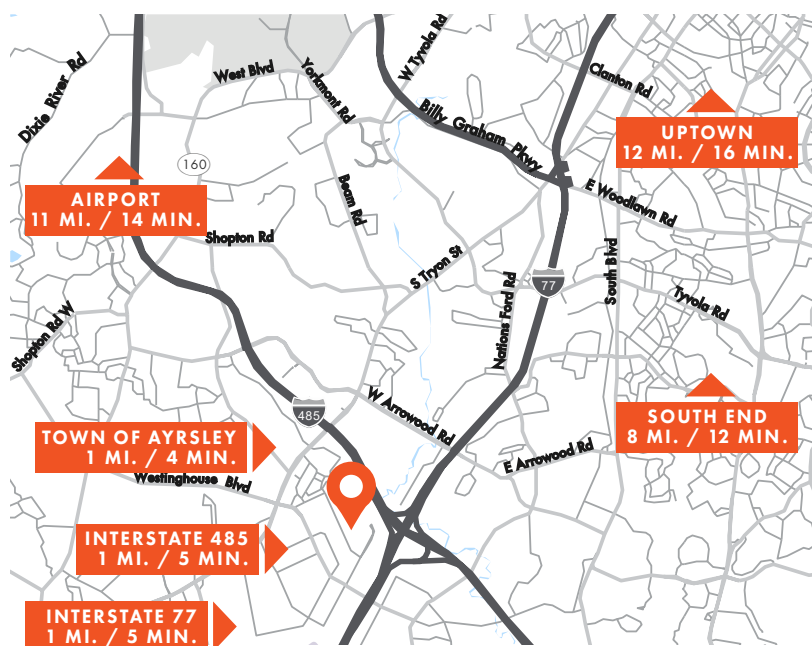 Dixie River Rd
West Blvd
Yorkmont Rd
W Tyvola Rd
Clanton Rd
Billy Graham Pkwy
UPTOWN
12 MI. / 16 MIN.
160
AIRPORT
11 MI. / 14 MIN.
Beam Rd
E Woodlawn Rd
Shopton Rd
S Tryon St
South Blvd
77
Nations Ford Rd
Tyvola Rd
Shopton Rd W
485
W Arrowood Rd
SOUTH END
8 MI. / 12 MIN.
TOWN OF AYRSLEY
1 MI. / 4 MIN.
E Arrowood Rd
Westinghouse Blvd
INTERSTATE 485
1 MI. / 5 MIN.
INTERSTATE 77
1 MI. / 5 MIN.